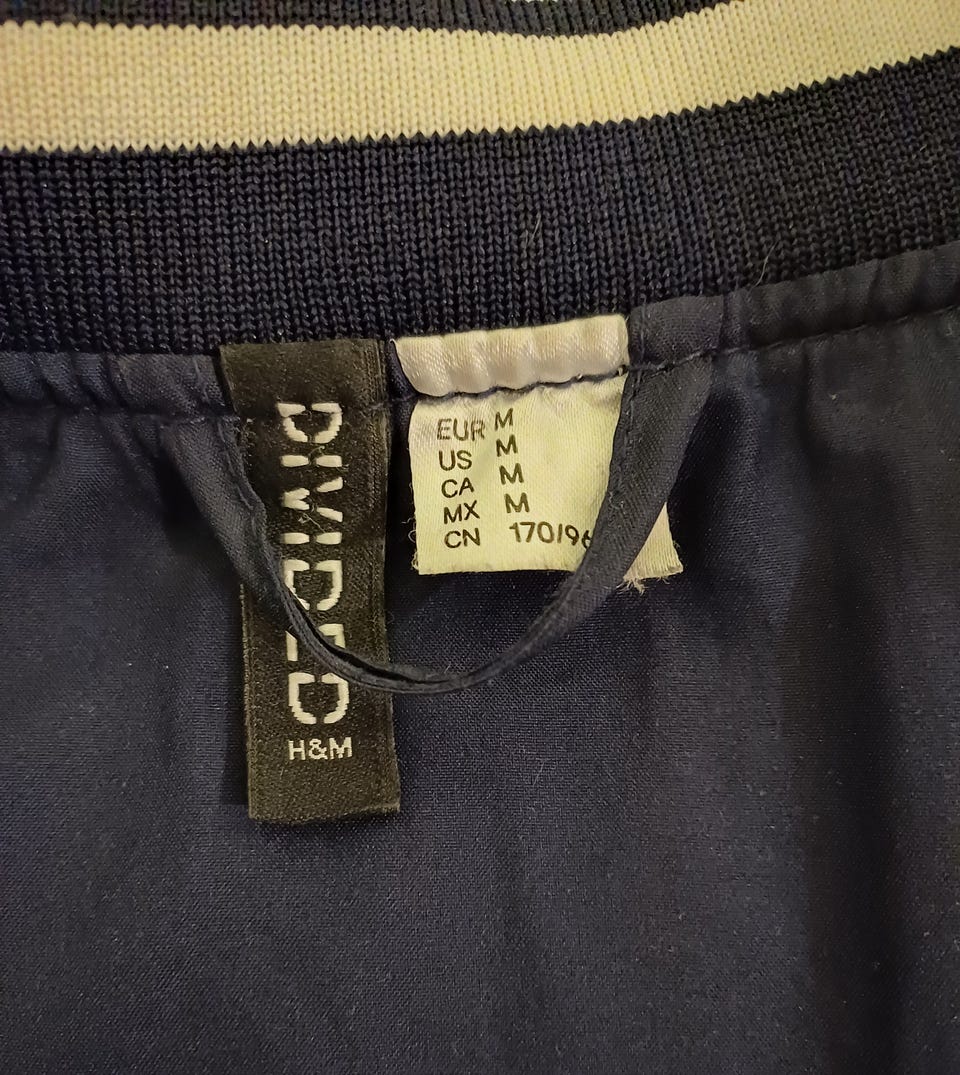 DIVIDED
H&M
EUR M
US M
CA M
MX M
CN 170/96